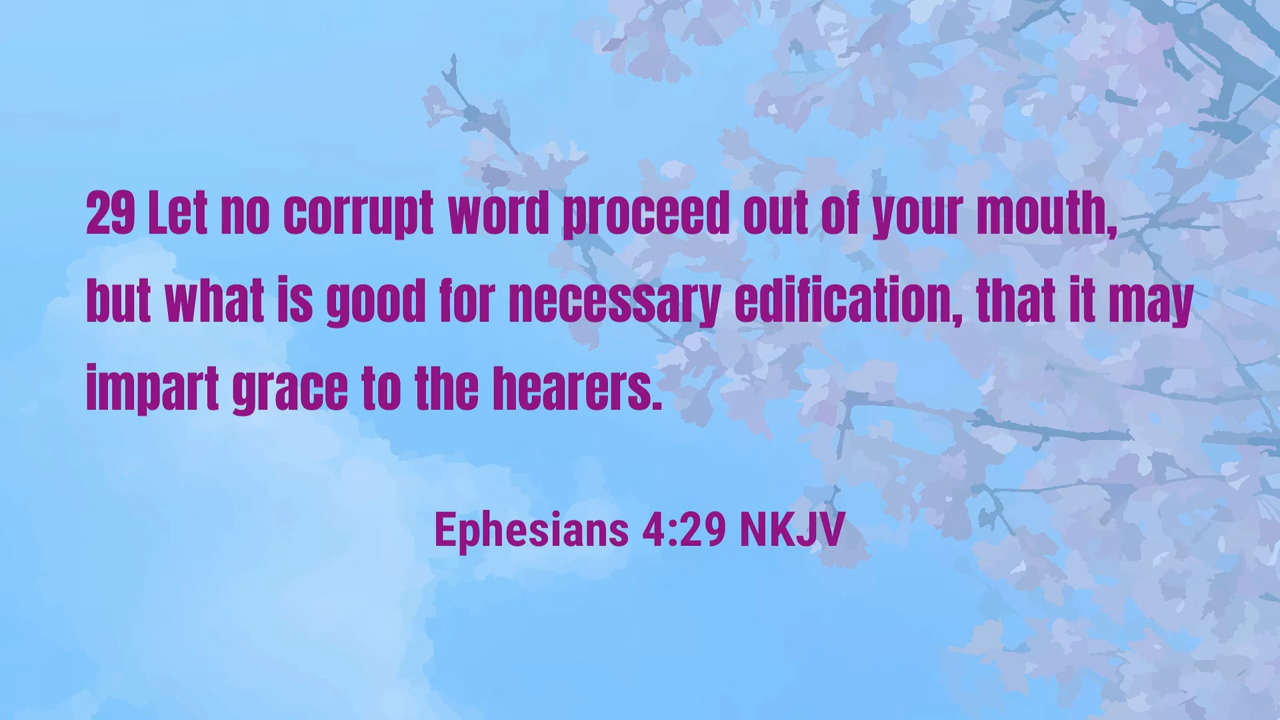 29 Let no corrupt word proceed out of your mouth,
but what is good for necessary edification, that it may
impart grace to the hearers.
Ephesians 4:29 NKJV